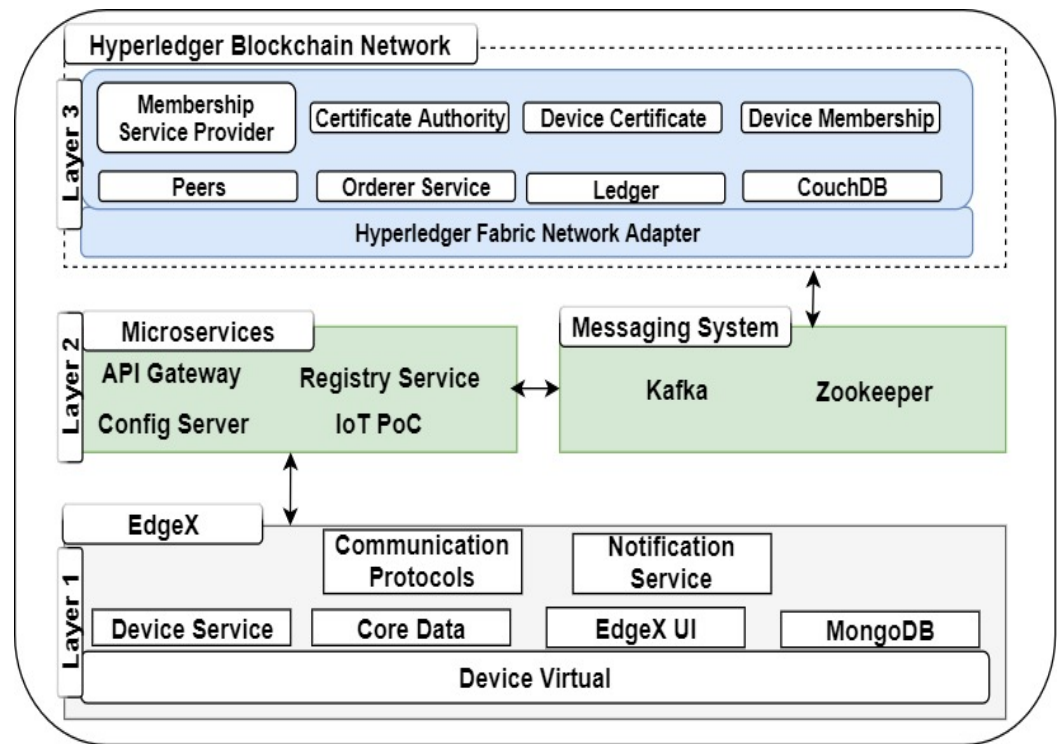 Hyperledger Blockchain Network
Layer 3
Membership
Service Provider
Certificate Authority
Device Certificate
Device Membership
Peers
Orderer Service
Ledger
CouchDB
Hyperledger Fabric Network Adapter
Layer 2
Microservices
API Gateway
Registry Service
Config Server
IoT PoC
Messaging System
Kafka
Zookeeper
EdgeX
Layer 1
Communication
Protocols
Notification
Service
Device Service
Core Data
EdgeX UI
MongoDB
Device Virtual